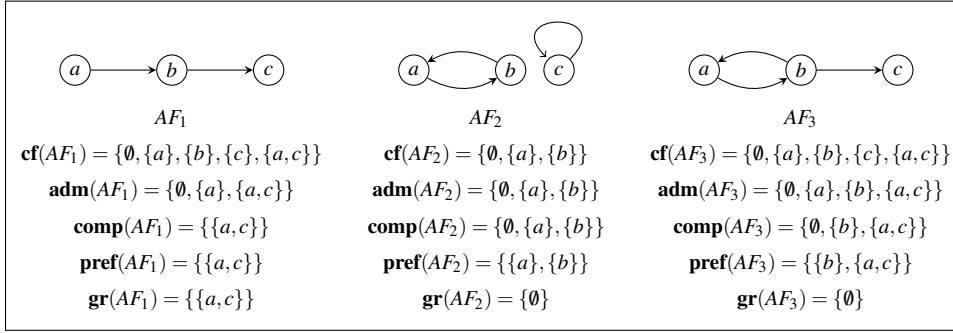 a b c a b c a b c
AF₁ AF₂ AF₃
cf(AF₁) = {∅,{a},{b},{c},{a,c}} cf(AF₂) = {∅,{a},{b}} cf(AF₃) = {∅,{a},{b},{c},{a,c}}
adm(AF₁) = {∅,{a},{a,c}} adm(AF₂) = {∅,{a},{b}} adm(AF₃) = {∅,{a},{b},{a,c}}
comp(AF₁) = {{a,c}} comp(AF₂) = {∅,{a},{b}} comp(AF₃) = {∅,{b},{a,c}}
pref(AF₁) = {{a,c}} pref(AF₂) = {{a},{b}} pref(AF₃) = {{b},{a,c}}
gr(AF₁) = {{a,c}} gr(AF₂) = {∅} gr(AF₃) = {∅}